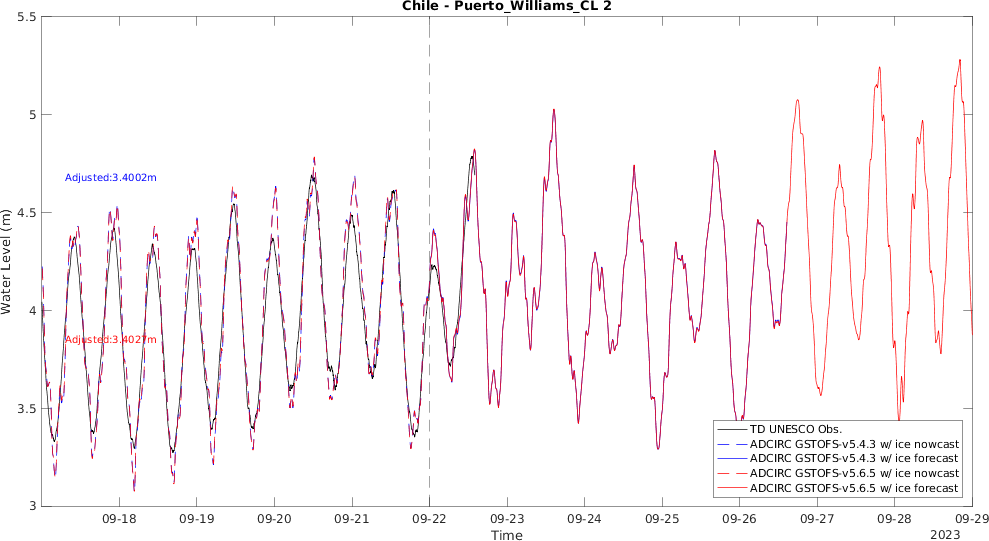 Chile - Puerto_Williams_CL 2
5.5
5
4.5
4
3.5
3
Water Level (m)
Adjusted:3.4002m
Adjusted:3.4027m
TD UNESCO Obs.
ADCIRC GSTOFS-v5.4.3 w/ ice nowcast
ADCIRC GSTOFS-v5.4.3 w/ ice forecast
ADCIRC GSTOFS-v5.6.5 w/ ice nowcast
ADCIRC GSTOFS-v5.6.5 w/ ice forecast
09-18 09-19 09-20 09-21 09-22 09-23 09-24 09-25 09-26 09-27 09-28 09-29
Time
2023